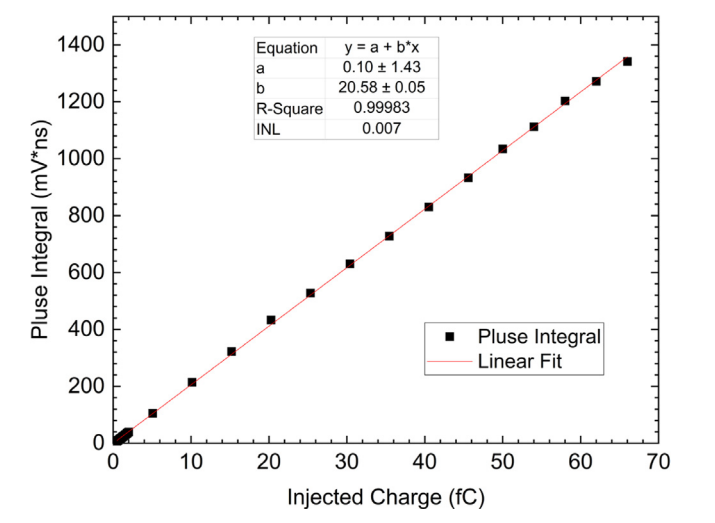 1400
1200
1000
800
600
400
200
0
Pluse Integral (mV*ns)
Equation y = a + b*x
a 0.10 ± 1.43
b 20.58 ± 0.05
R-Square 0.99983
INL 0.007
Pluse Integral
Linear Fit
0 10 20 30 40 50 60 70
Injected Charge (fC)